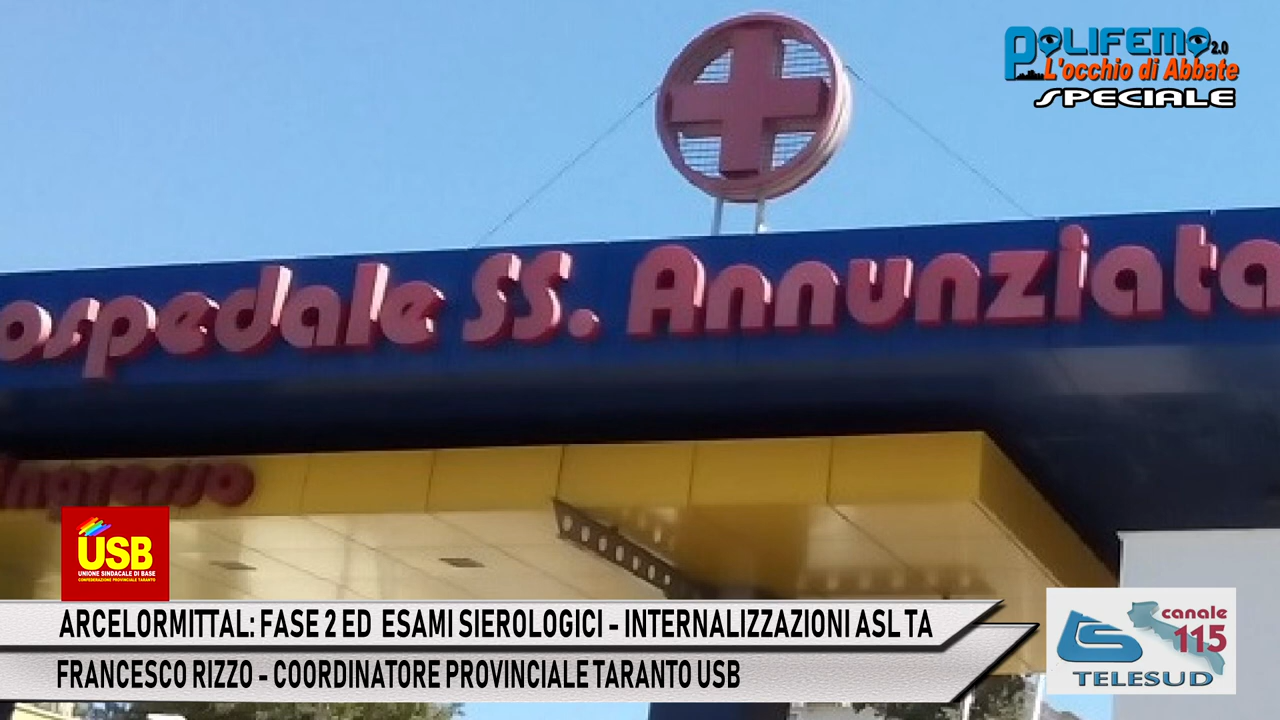 POLIFEMO 2.0
L'occhio di Abbate
SPECIALE
ospedale SS. Annunziata
Ingresso
USB
UNIONE SINDACALE DI BASE
CONFEDERAZIONE PROVINCIALE TARANTO
ARCELORMITTAL: FASE 2 ED ESAMI SIEROLOGICI - INTERNALIZZAZIONI ASL TA
FRANCESCO RIZZO - COORDINATORE PROVINCIALE TARANTO USB
canale
115
TELESUD